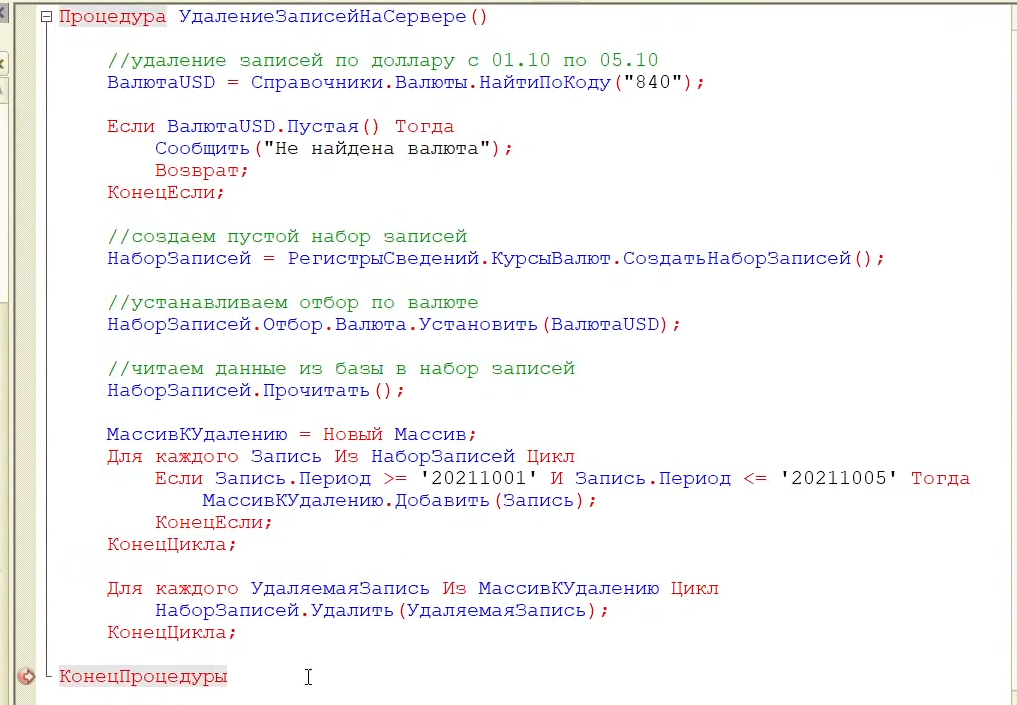 Процедура УдалениеЗаписейНаСервере()
//удаление записей по доллару с 01.10 по 05.10
ВалютаUSD = Справочники.Валюты.НайтиПоКоду("840");
Если ВалютаUSD.Пустая() Тогда
Сообщить("Не найдена валюта");
Возврат;
КонецЕсли;
//создаем пустой набор записей
НаборЗаписей = РегистрыСведений.КурсыВалют.СоздатьНаборЗаписей();
//устанавливаем отбор по валюте
НаборЗаписей.Отбор.Валюта.Установить(ВалютаUSD);
//читаем данные из базы в набор записей
НаборЗаписей.Прочитать();
МассивКУдалению = Новый Массив;
Для каждого Запись Из НаборЗаписей Цикл
Если Запись.Период >= '20211001' И Запись.Период <= '20211005' Тогда
МассивКУдалению.Добавить(Запись);
КонецЕсли;
КонецЦикла;
Для каждого УдаляемаяЗапись Из МассивКУдалению Цикл
НаборЗаписей.Удалить(УдаляемаяЗапись);
КонецЦикла;
КонецПроцедуры